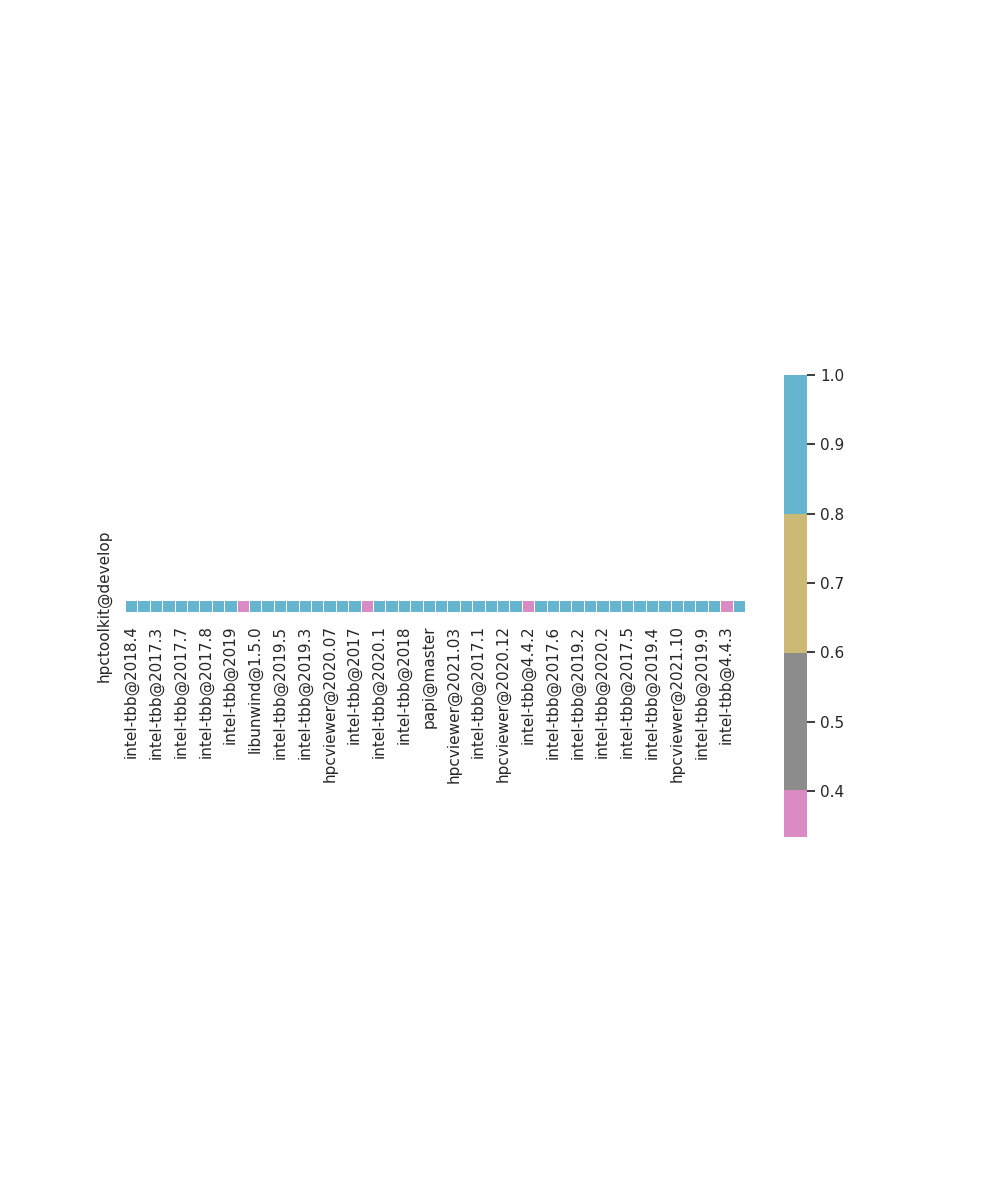 hpctoolkit@develop
intel-tbb@2018.4
intel-tbb@2017.3
intel-tbb@2017.7
intel-tbb@2017.8
intel-tbb@2019
libunwind@1.5.0
intel-tbb@2019.5
intel-tbb@2019.3
hpcviewer@2020.07
intel-tbb@2017
intel-tbb@2020.1
intel-tbb@2018
papi@master
hpcviewer@2021.03
intel-tbb@2017.1
hpcviewer@2020.12
intel-tbb@4.4.2
intel-tbb@2017.6
intel-tbb@2019.2
intel-tbb@2020.2
intel-tbb@2017.5
intel-tbb@2019.4
hpcviewer@2021.10
intel-tbb@2019.9
intel-tbb@4.4.3
1.0
0.9
0.8
0.7
0.6
0.5
0.4